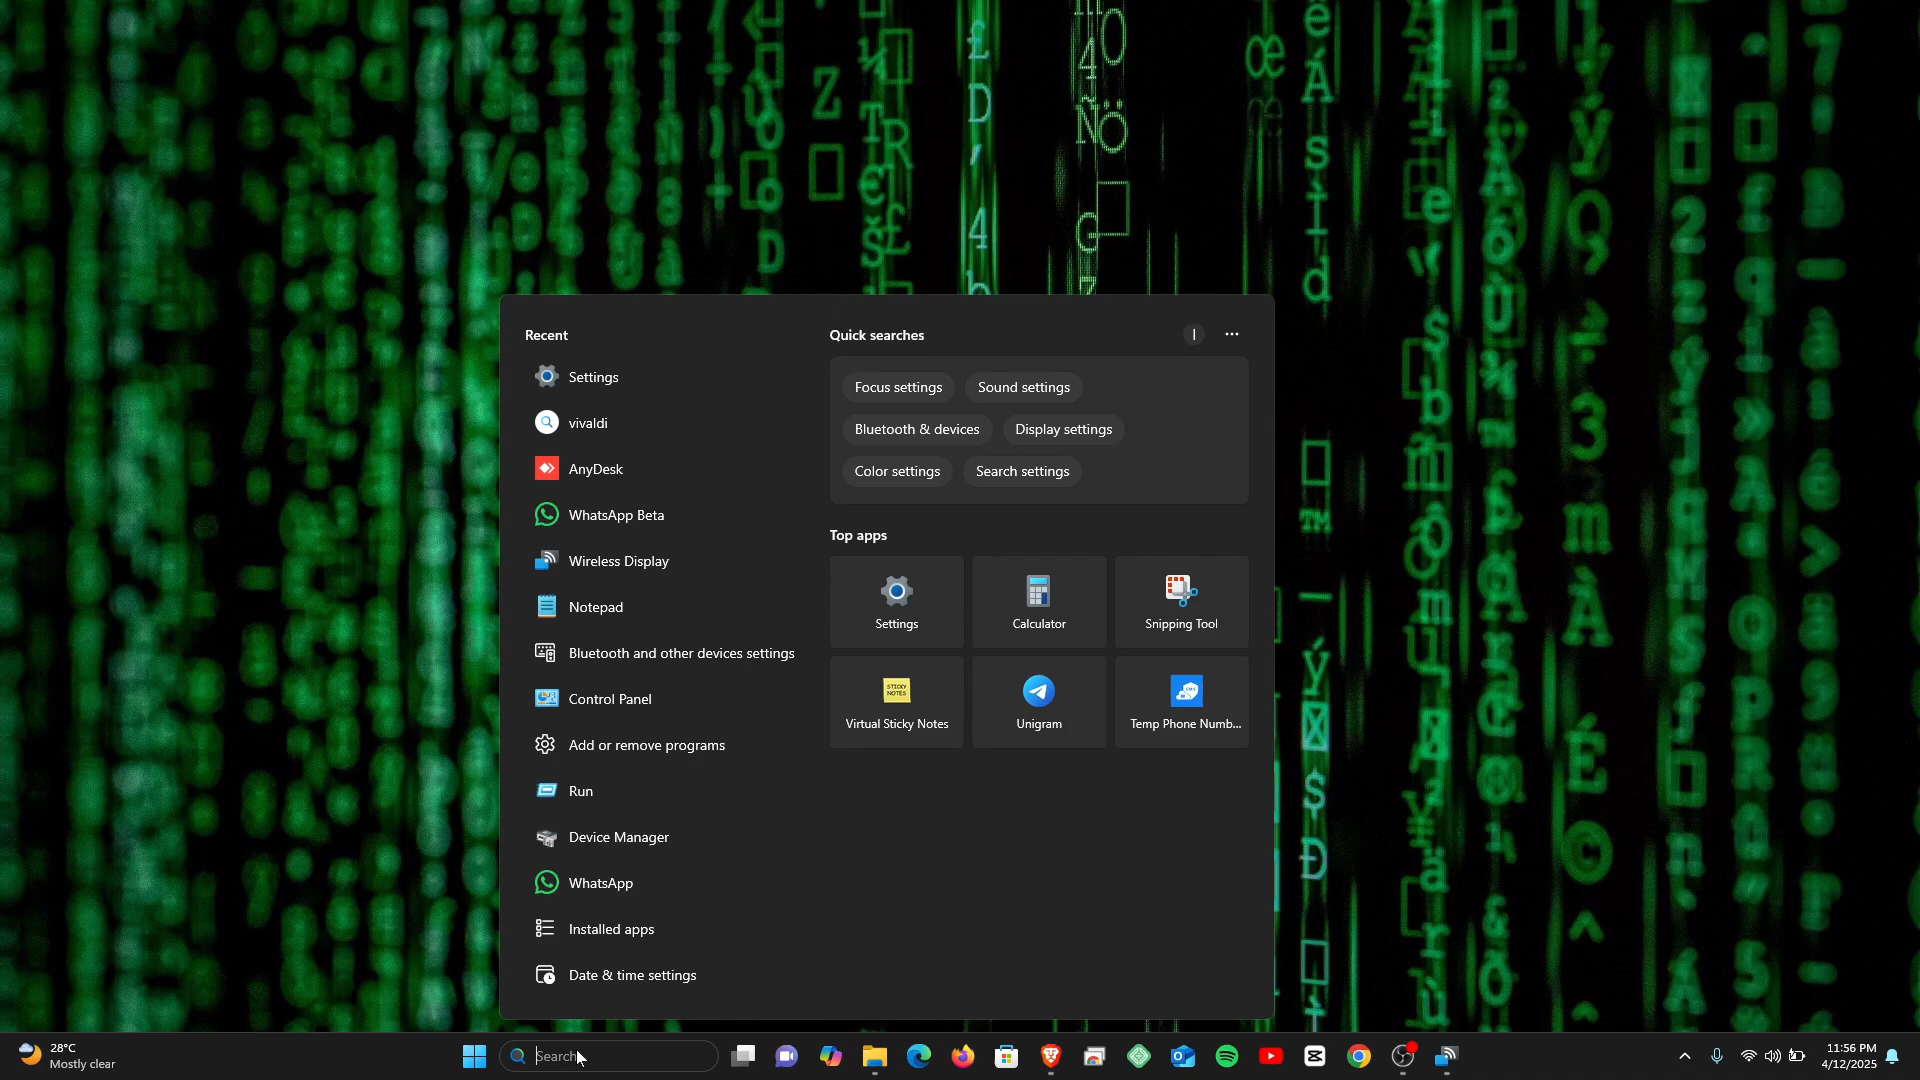 Recent
Settings
vivaldi
AnyDesk
WhatsApp Beta
Wireless Display
Notepad
Bluetooth and other devices settings
Control Panel
Add or remove programs
Run
Device Manager
WhatsApp
Installed apps
Date & time settings
Quick searches
I
Focus settings
Sound settings
Bluetooth & devices
Display settings
Color settings
Search settings
Top apps
Settings
Calculator
Snipping Tool
STICKY
NOTES
Virtual Sticky Notes
Unigram
SMS
Temp Phone Numb...
28°C
Mostly clear
Search
11:56 PM
4/12/2025